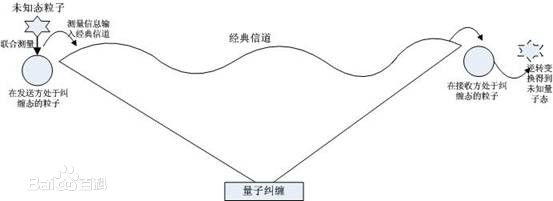 未知态粒子
联合测量
测量信息输
入经典信道
在发送方处于纠
缠态的粒子
经典信道
在接收方处于纠
缠态的粒子
逆转变
换得到
未知量
子态
量子纠缠
Baidu百科